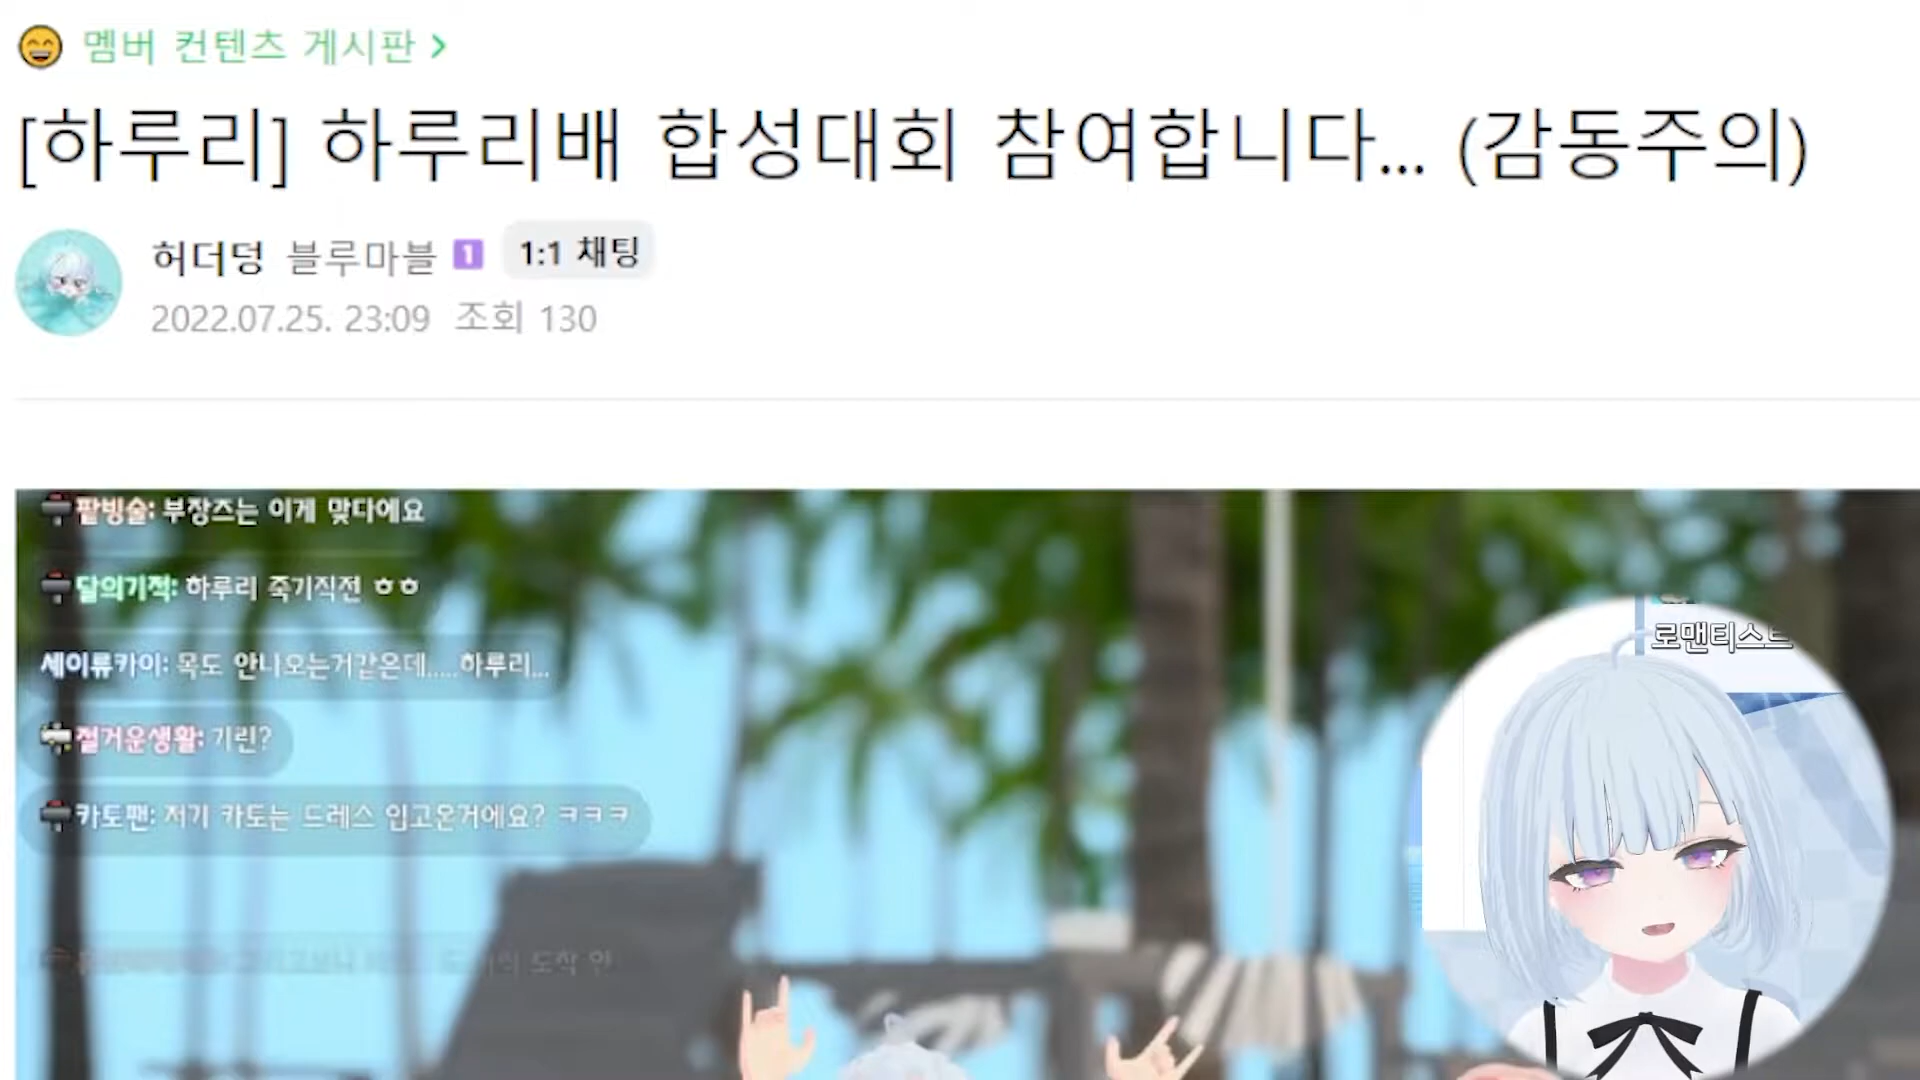 멤버 컨텐츠 게시판 >
[하루리] 하루리배 합성대회 참여합니다... (감동주의)
허더덩 블루마블 1 1:1 채팅
2022.07.25. 23:09 조회 130
팥빙술: 부장즈는 이게 맞다에요
달의기적: 하루리 죽기직전 ㅎㅎ
세이류카이: 목도 안나오는거같은데.....하루리...
절거운생활: 기린?
카토팬: 저기 카토는 드레스 입고온거에요? ㅋㅋㅋ
도착 안
로맨티스트